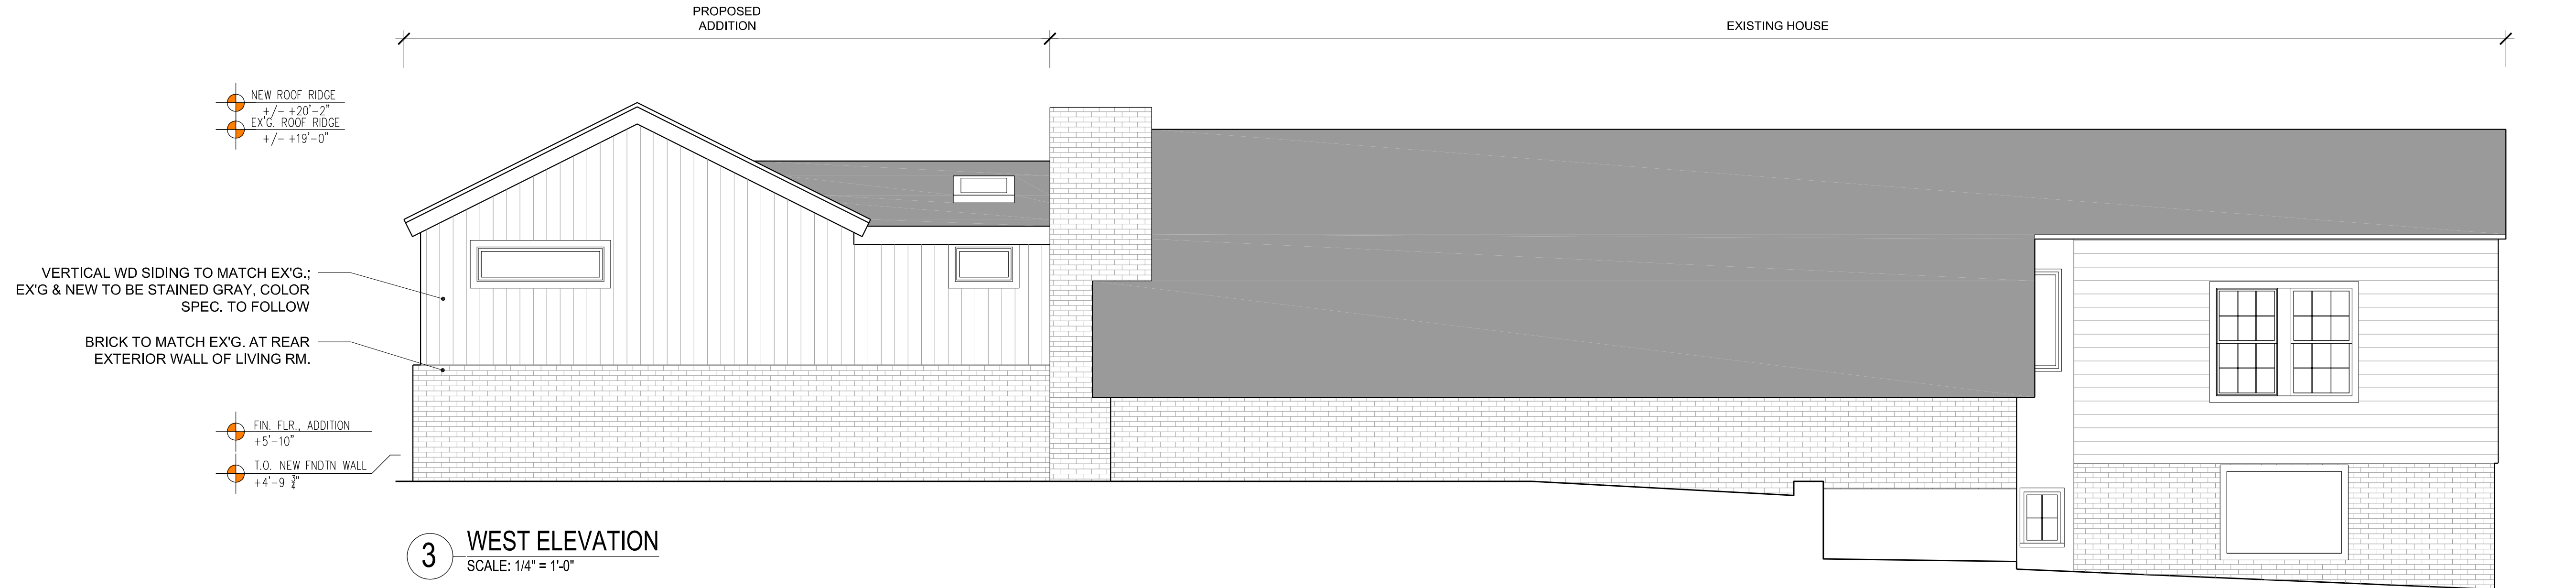 PROPOSED
ADDITION
EXISTING HOUSE
NEW ROOF RIDGE
+/- +20'-2"
EX'G. ROOF RIDGE
+/- +19'-0"
VERTICAL WD SIDING TO MATCH EX'G.;
EX'G & NEW TO BE STAINED GRAY, COLOR
SPEC. TO FOLLOW
BRICK TO MATCH EX'G. AT REAR
EXTERIOR WALL OF LIVING RM.
FIN. FLR., ADDITION
+5'-10"
T.O. NEW FNDTN WALL
+4'-9 3/4"
3
WEST ELEVATION
SCALE: 1/4" = 1'-0"